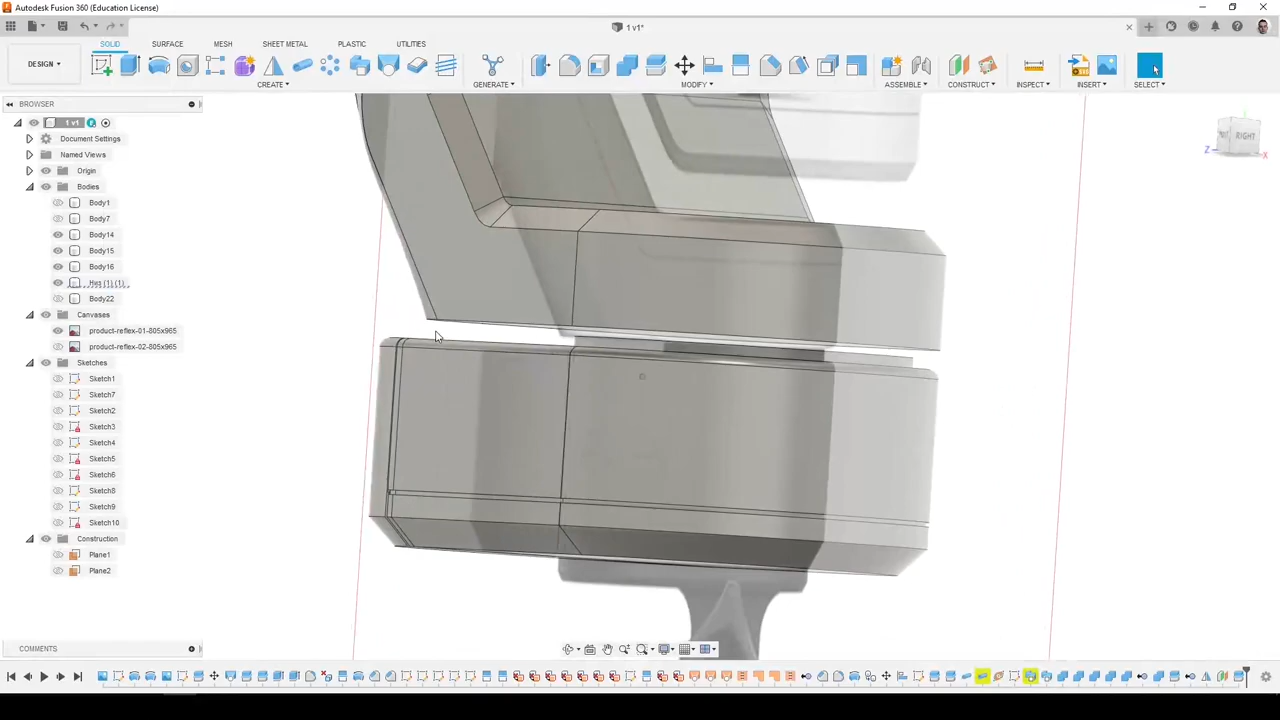 Autodesk Fusion 360 (Education License)
1 v1*
DESIGN
SOLID SURFACE MESH SHEET METAL PLASTIC UTILITIES
CREATE GENERATE MODIFY ASSEMBLE CONSTRUCT INSPECT INSERT SELECT
BROWSER
1 v1
Document Settings
Named Views
Origin
Bodies
Body1
Body7
Body14
Body15
Body16
Hex (1) (1)
Body22
Canvases
product-reflex-01-805x965
product-reflex-02-805x965
Sketches
Sketch1
Sketch7
Sketch2
Sketch3
Sketch4
Sketch5
Sketch6
Sketch8
Sketch9
Sketch10
Construction
Plane1
Plane2
COMMENTS
RIGHT
Z
X